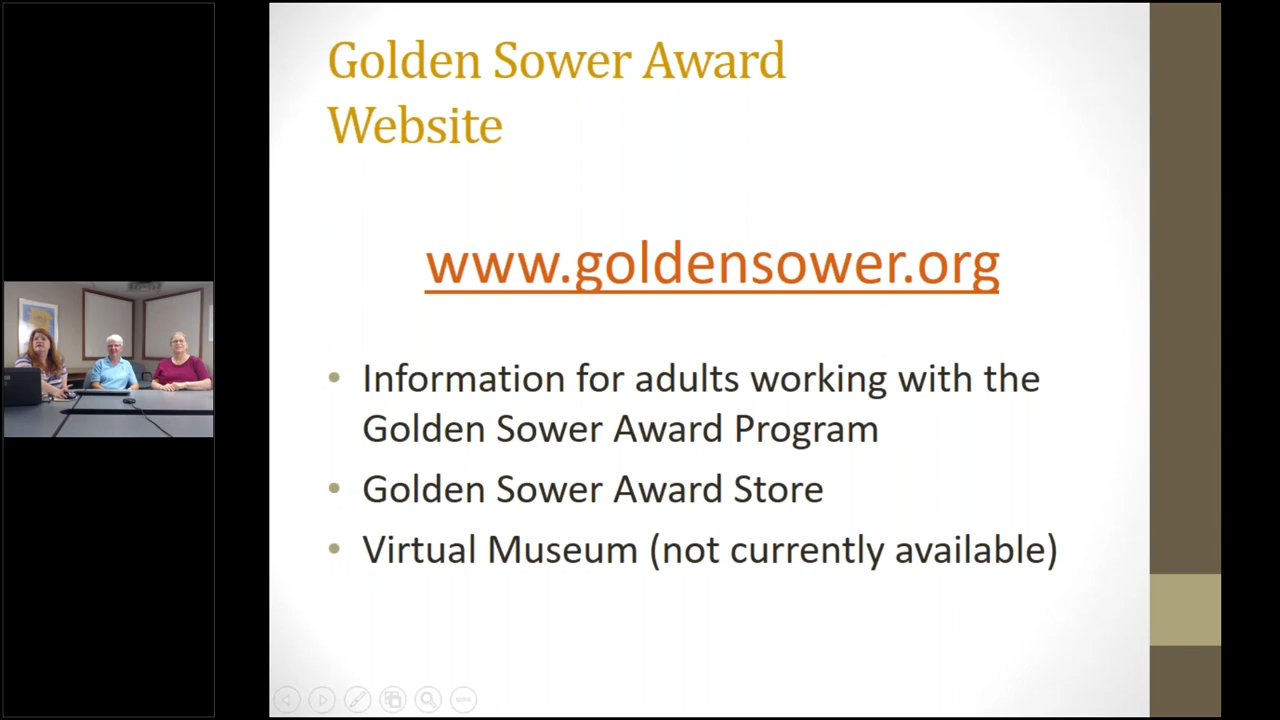 Golden Sower Award
Website
www.goldensower.org
• Information for adults working with the
Golden Sower Award Program
• Golden Sower Award Store
• Virtual Museum (not currently available)